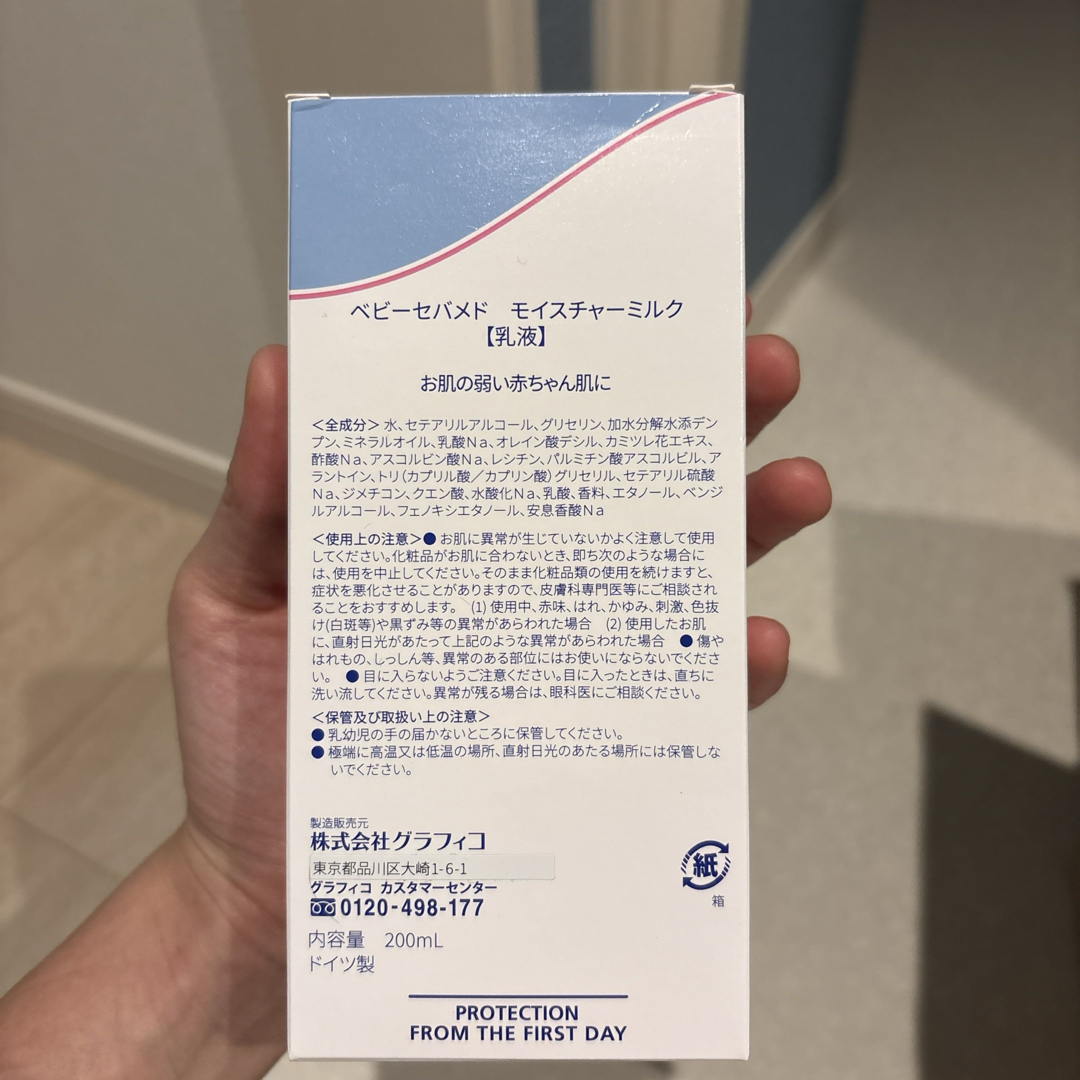 ベビーセバメド　モイスチャーミルク
【乳液】
お肌の弱い赤ちゃん肌に
＜全成分＞水、セテアリルアルコール、グリセリン、加水分解水添デン
プン、ミネラルオイル、乳酸Ｎａ、オレイン酸デシル、カミツレ花エキス、
酢酸Ｎａ、アスコルビン酸Ｎａ、レシチン、パルミチン酸アスコルビル、ア
ラントイン、トリ（カプリル酸／カプリン酸）グリセリル、セテアリル硫酸
Ｎａ、ジメチコン、クエン酸、水酸化Ｎａ、乳酸、香料、エタノール、ベンジ
ルアルコール、フェノキシエタノール、安息香酸Ｎａ
＜使用上の注意＞● お肌に異常が生じていないかよく注意して使用
してください。化粧品がお肌に合わないとき、即ち次のような場合に
は、使用を中止してください。そのまま化粧品類の使用を続けますと、
症状を悪化させることがありますので、皮膚科専門医等にご相談され
ることをおすすめします。　(1) 使用中、赤味、はれ、かゆみ、刺激、色抜
け(白斑等)や黒ずみ等の異常があらわれた場合　(2) 使用したお肌
に、直射日光があたって上記のような異常があらわれた場合　● 傷や
はれもの、しっしん等、異常のある部位にはお使いにならないでくださ
い。　● 目に入らないようご注意ください。目に入ったときは、直ちに
洗い流してください。異常が残る場合は、眼科医にご相談ください。
＜保管及び取扱い上の注意＞
● 乳幼児の手の届かないところに保管してください。
● 極端に高温又は低温の場所、直射日光のあたる場所には保管しな
いでください。
製造販売元
株式会社グラフィコ
東京都品川区大崎1-6-1
グラフィコ カスタマーセンター
0120-498-177
紙
箱
内容量　200mL
ドイツ製
PROTECTION
FROM THE FIRST DAY